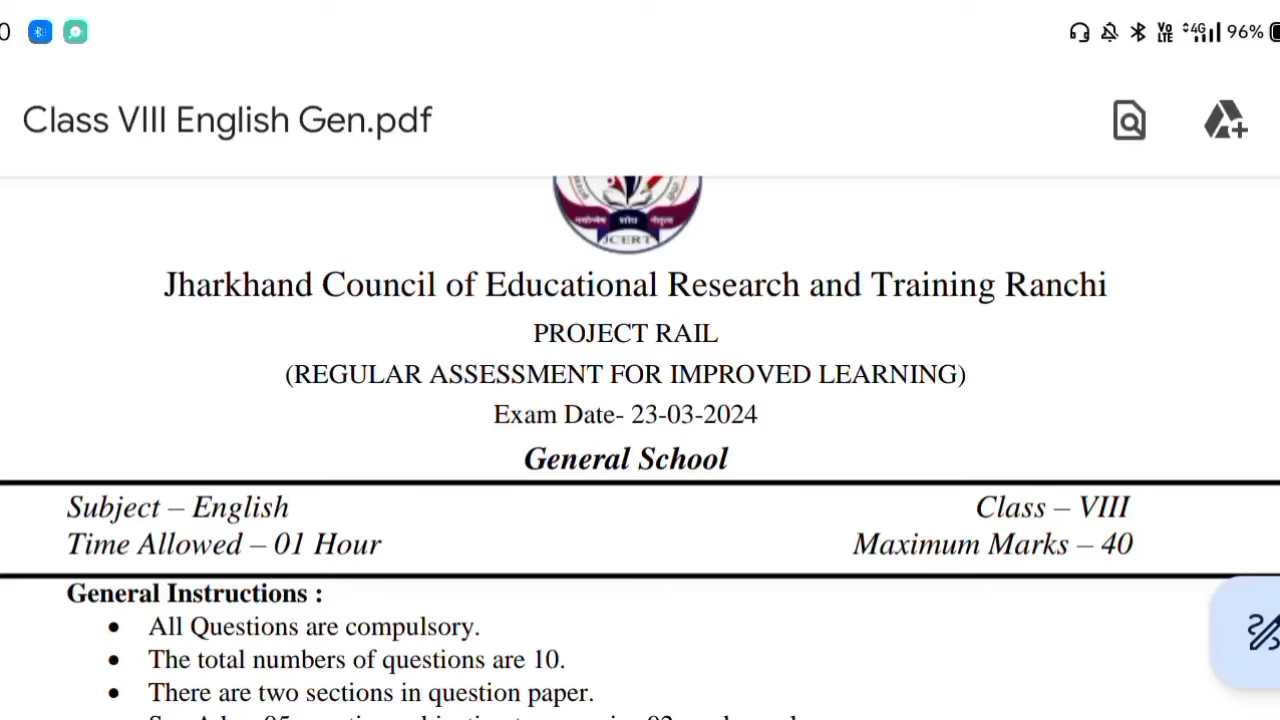 0
4G 96%
Class VIII English Gen.pdf
JCERT
Jharkhand Council of Educational Research and Training Ranchi
PROJECT RAIL
(REGULAR ASSESSMENT FOR IMPROVED LEARNING)
Exam Date- 23-03-2024
General School
Subject – English Class – VIII
Time Allowed – 01 Hour Maximum Marks – 40
General Instructions :
• All Questions are compulsory.
• The total numbers of questions are 10.
• There are two sections in question paper.